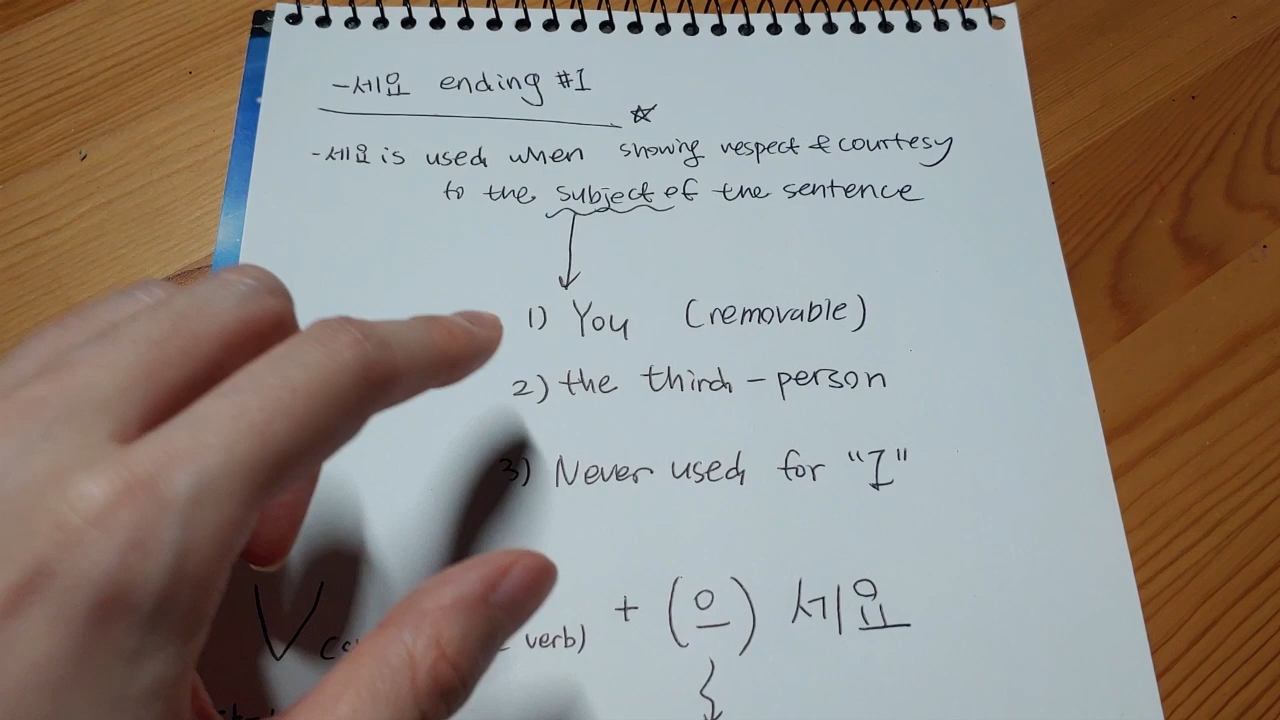 -세요 ending #1
☆
-세요 is used when showing respect & courtesy
to the subject of the sentence
↓
1) You (removable)
2) the third-person
3) Never used for "I"
V verb) + (으) 세요